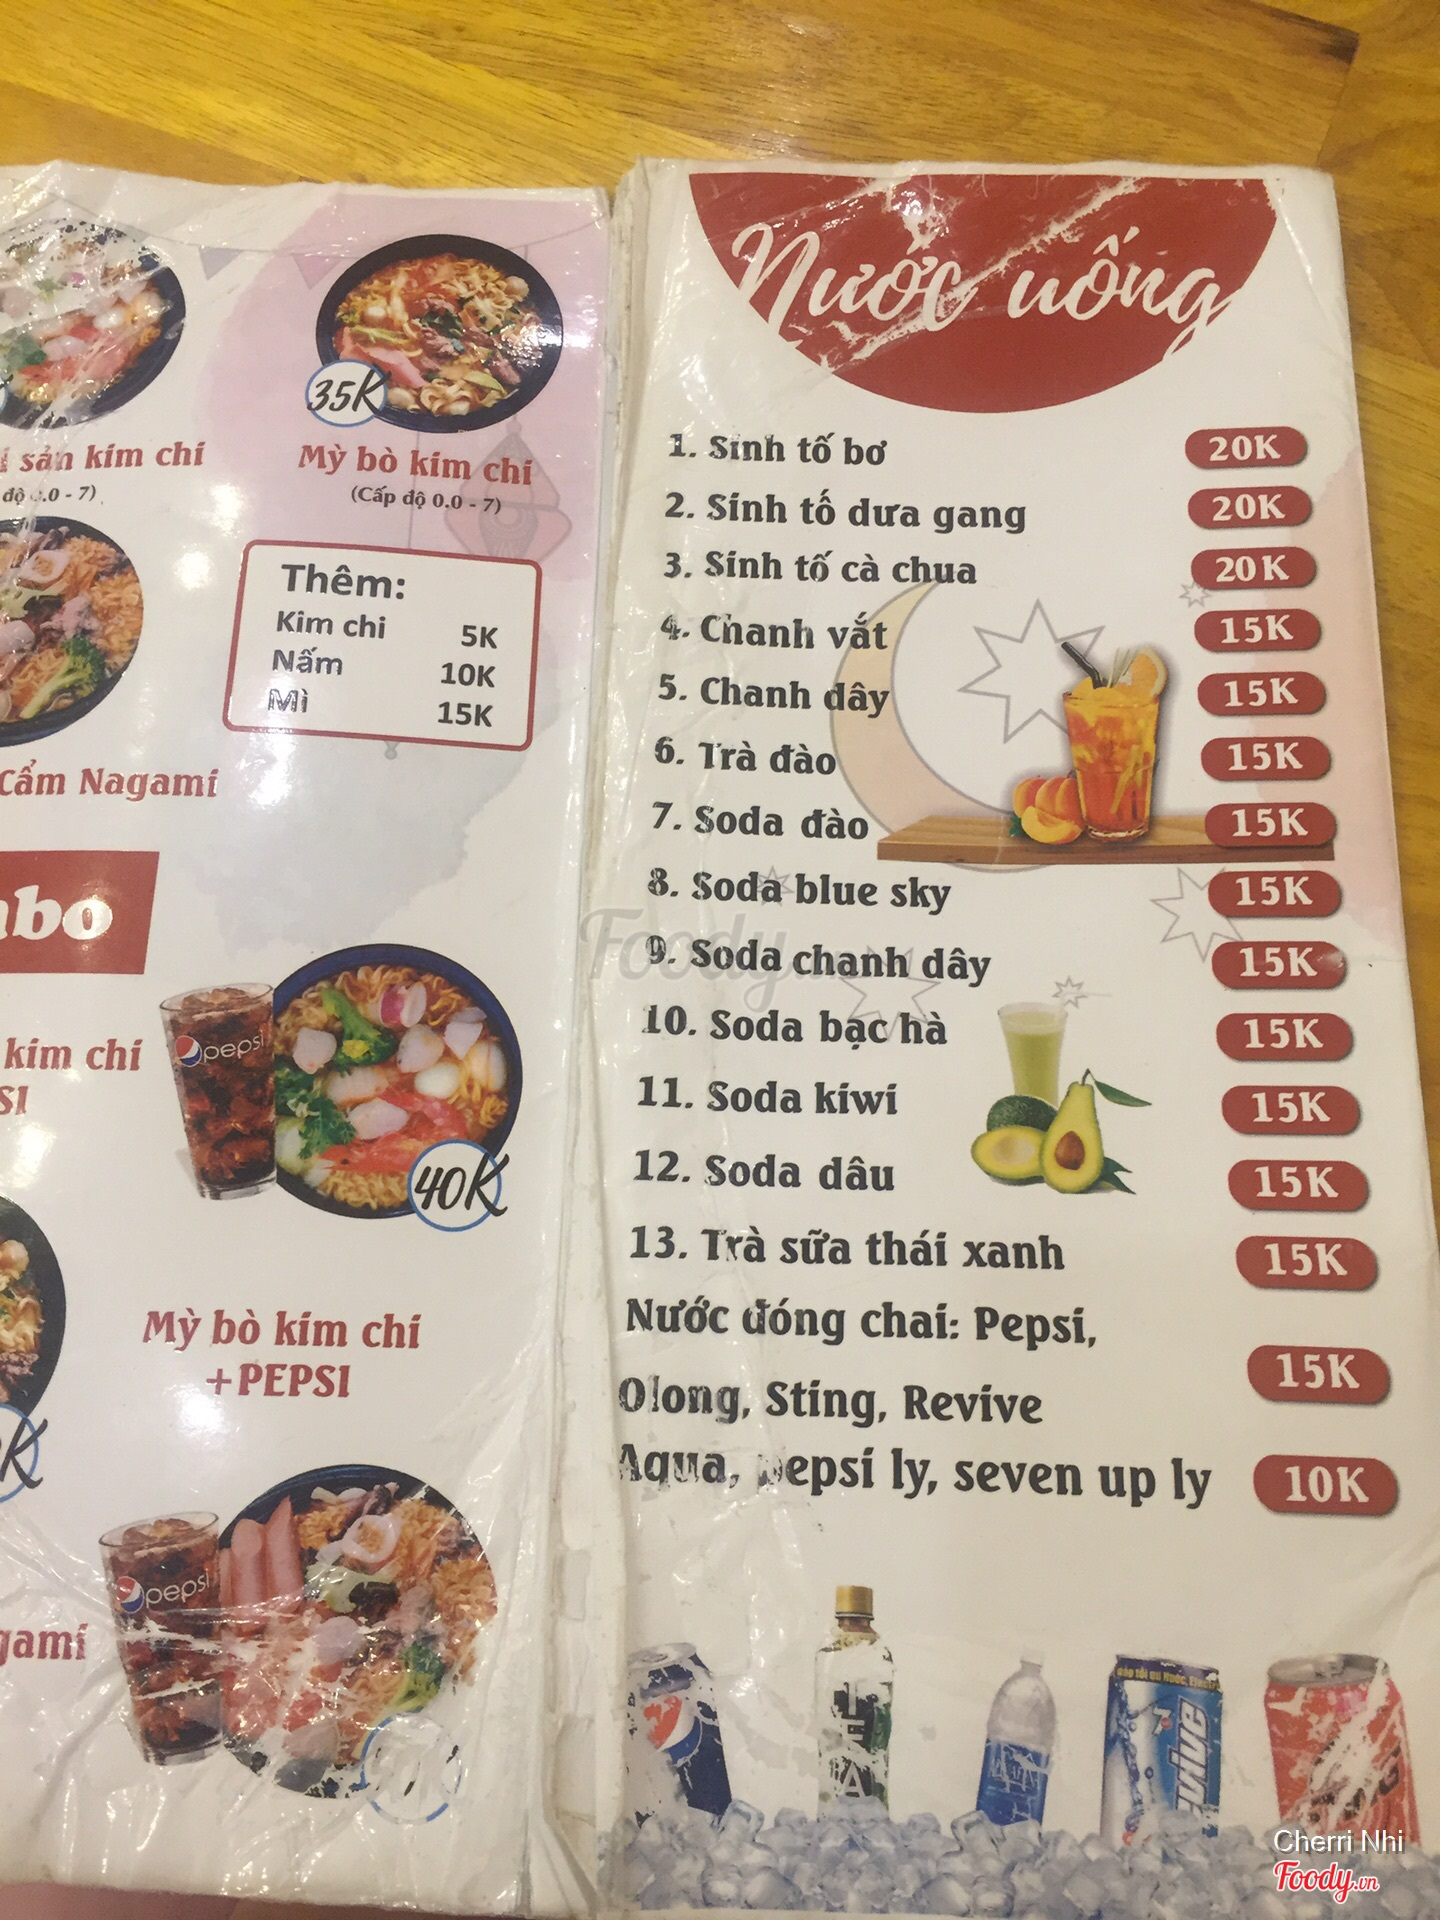 35K
sản kim chi
Mỳ bò kim chi
(Cấp độ 0.0 - 7)
độ .0 - 7)
Thêm:
Kim chi 5K
Nấm 10K
Mì 15K
Cẩm Nagami
kim chi
pepsi
40K
Mỳ bò kim chi
+PEPSI
pepsi
Nước uống
1. Sinh tố bơ 20K
2. Sinh tố dưa gang 20K
3. Sinh tố cà chua 20K
4. Chanh vắt 15K
5. Chanh dây 15K
6. Trà đào 15K
7. Soda đào 15K
8. Soda blue sky 15K
9. Soda chanh dây 15K
10. Soda bạc hà 15K
11. Soda kiwi 15K
12. Soda dâu 15K
13. Trà sữa thái xanh 15K
Nước đóng chai: Pepsi,
Olong, Sting, Revive 15K
Aqua, pepsi ly, seven up ly 10K
Foody.vn
Cherri Nhi
Foody.vn